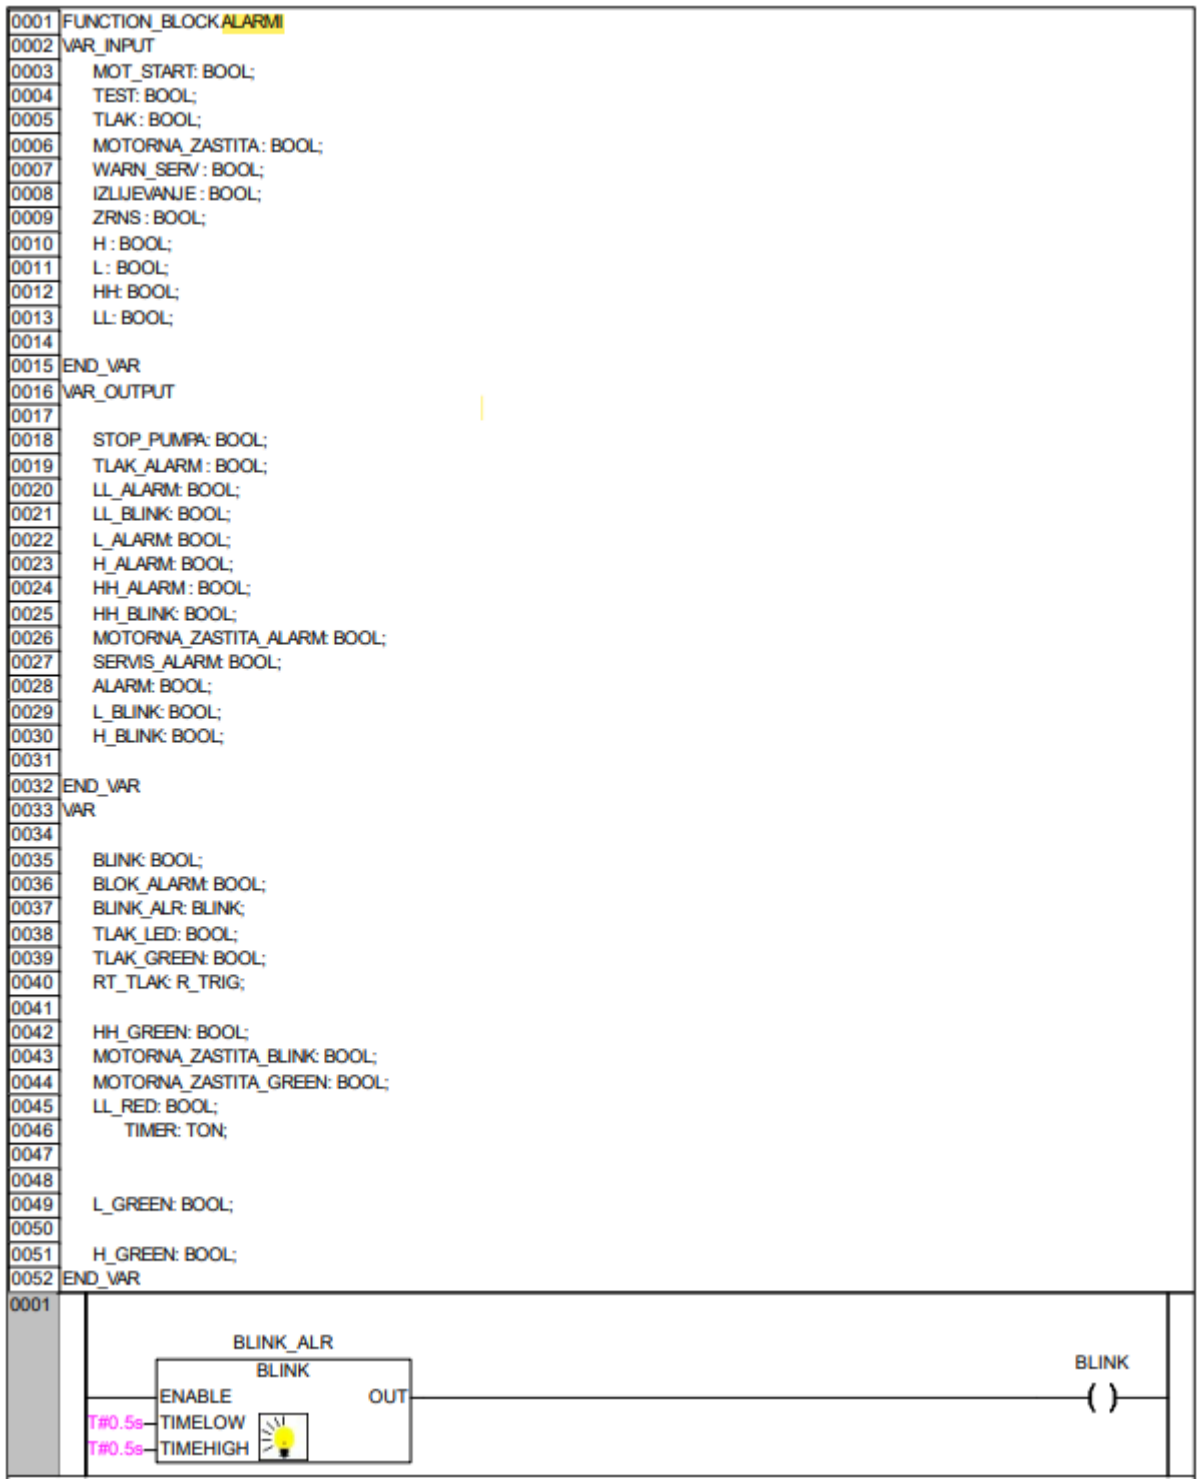 0001 FUNCTION_BLOCK ALARMI
0002 VAR_INPUT
0003 MOT_START: BOOL;
0004 TEST: BOOL;
0005 TLAK: BOOL;
0006 MOTORNA_ZASTITA: BOOL;
0007 WARN_SERV: BOOL;
0008 IZLIJEVANJE: BOOL;
0009 ZRNS: BOOL;
0010 H: BOOL;
0011 L: BOOL;
0012 HH: BOOL;
0013 LL: BOOL;
0014
0015 END_VAR
0016 VAR_OUTPUT
0017
0018 STOP_PUMPA: BOOL;
0019 TLAK_ALARM: BOOL;
0020 LL_ALARM: BOOL;
0021 LL_BLINK: BOOL;
0022 L_ALARM: BOOL;
0023 H_ALARM: BOOL;
0024 HH_ALARM: BOOL;
0025 HH_BLINK: BOOL;
0026 MOTORNA_ZASTITA_ALARM: BOOL;
0027 SERVIS_ALARM: BOOL;
0028 ALARM: BOOL;
0029 L_BLINK: BOOL;
0030 H_BLINK: BOOL;
0031
0032 END_VAR
0033 VAR
0034
0035 BLINK: BOOL;
0036 BLOK_ALARM: BOOL;
0037 BLINK_ALR: BLINK;
0038 TLAK_LED: BOOL;
0039 TLAK_GREEN: BOOL;
0040 RT_TLAK: R_TRIG;
0041
0042 HH_GREEN: BOOL;
0043 MOTORNA_ZASTITA_BLINK: BOOL;
0044 MOTORNA_ZASTITA_GREEN: BOOL;
0045 LL_RED: BOOL;
0046 TIMER: TON;
0047
0048
0049 L_GREEN: BOOL;
0050
0051 H_GREEN: BOOL;
0052 END_VAR
0001
BLINK_ALR
BLINK
BLINK
ENABLE OUT
T#0.5s TIMELOW
T#0.5s TIMEHIGH